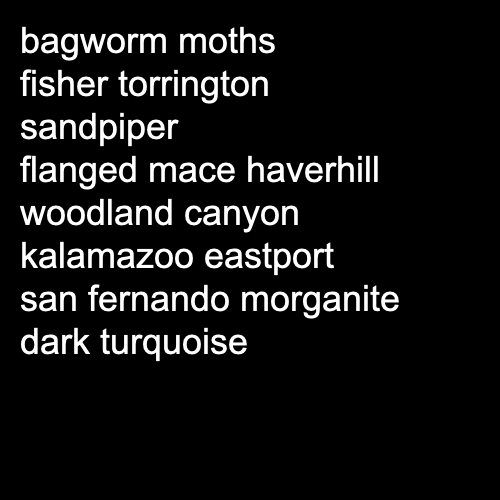 bagworm moths
fisher torrington
sandpiper
flanged mace haverhill
woodland canyon
kalamazoo eastport
san fernando morganite
dark turquoise